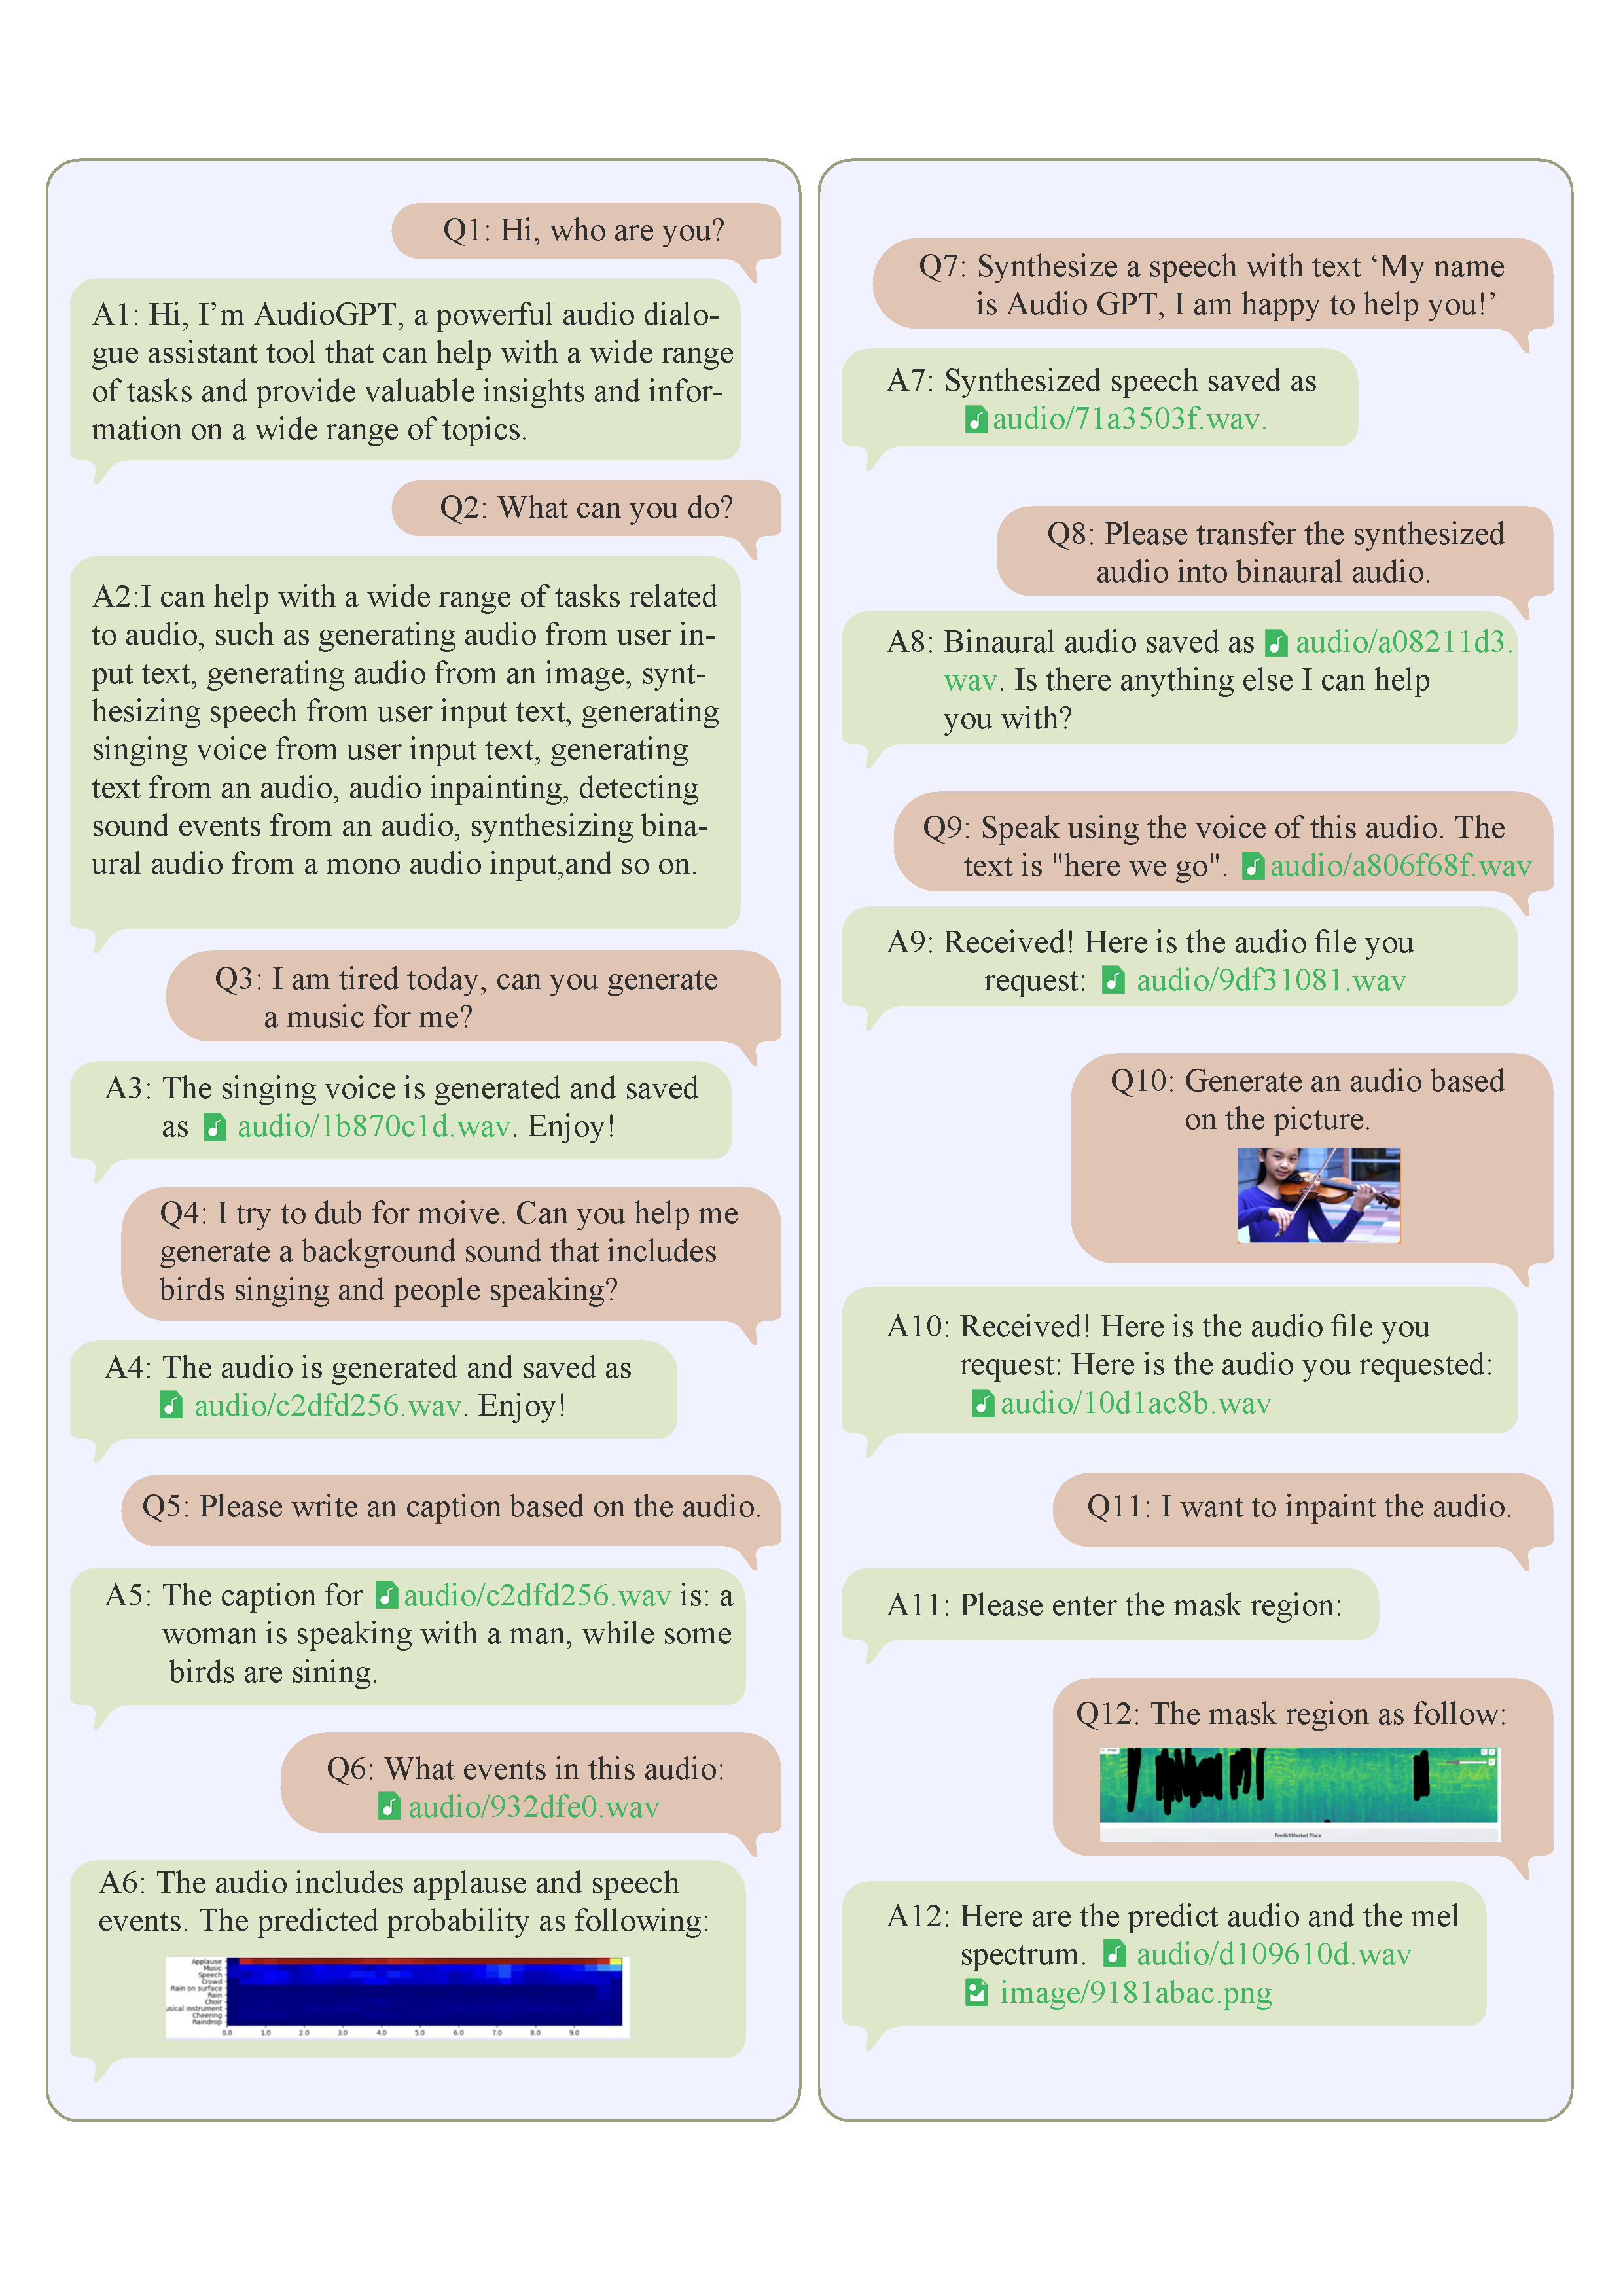 Q1: Hi, who are you?
A1: Hi, I’m AudioGPT, a powerful audio dialo-
gue assistant tool that can help with a wide range
of tasks and provide valuable insights and infor-
mation on a wide range of topics.
Q2: What can you do?
A2:I can help with a wide range of tasks related
to audio, such as generating audio from user in-
put text, generating audio from an image, synt-
hesizing speech from user input text, generating
singing voice from user input text, generating
text from an audio, audio inpainting, detecting
sound events from an audio, synthesizing bina-
ural audio from a mono audio input,and so on.
Q3: I am tired today, can you generate
a music for me?
A3: The singing voice is generated and saved
as audio/1b870c1d.wav. Enjoy!
Q4: I try to dub for moive. Can you help me
generate a background sound that includes
birds singing and people speaking?
A4: The audio is generated and saved as
audio/c2dfd256.wav. Enjoy!
Q5: Please write an caption based on the audio.
A5: The caption for audio/c2dfd256.wav is: a
woman is speaking with a man, while some
birds are sining.
Q6: What events in this audio:
audio/932dfe0.wav
A6: The audio includes applause and speech
events. The predicted probability as following:
Applause
Music
Speech
Crowd
Rain on surface
Rain
Choir
usical instrument
Cheering
Raindrop
0.0 1.0 2.0 3.0 4.0 5.0 6.0 7.0 8.0 9.0
Q7: Synthesize a speech with text ‘My name
is Audio GPT, I am happy to help you!’
A7: Synthesized speech saved as
audio/71a3503f.wav.
Q8: Please transfer the synthesized
audio into binaural audio.
A8: Binaural audio saved as audio/a08211d3.
wav. Is there anything else I can help
you with?
Q9: Speak using the voice of this audio. The
text is "here we go". audio/a806f68f.wav
A9: Received! Here is the audio file you
request: audio/9df31081.wav
Q10: Generate an audio based
on the picture.
A10: Received! Here is the audio file you
request: Here is the audio you requested:
audio/10d1ac8b.wav
Q11: I want to inpaint the audio.
A11: Please enter the mask region:
Q12: The mask region as follow:
Predict Masked Place
A12: Here are the predict audio and the mel
spectrum. audio/d109610d.wav
image/9181abac.png